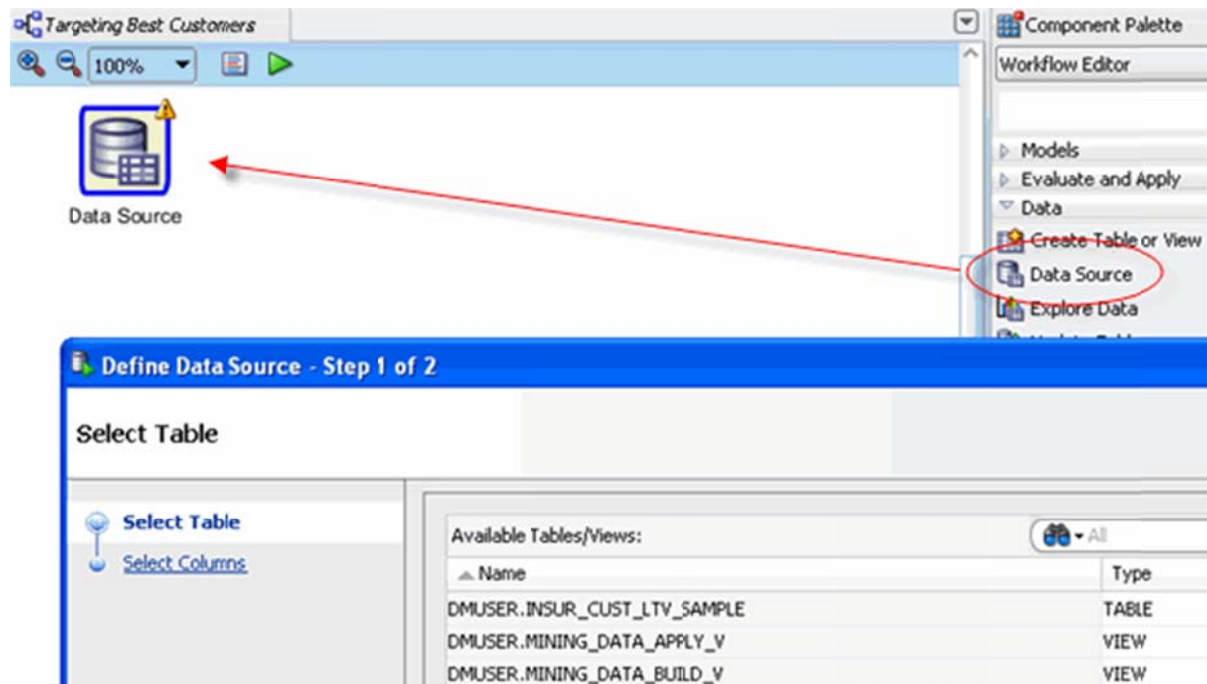 Targeting Best Customers
Component Palette
100%
Workflow Editor
Models
Evaluate and Apply
Data
Create Table or View
Data Source
Explore Data
Data Source
Define Data Source - Step 1 of 2
Select Table
Select Table
Select Columns
Available Tables/Views:
All
Name
Type
DMUSER.INSUR_CUST_LTV_SAMPLE
TABLE
DMUSER.MINING_DATA_APPLY_V
VIEW
DMUSER.MINING_DATA_BUILD_V
VIEW